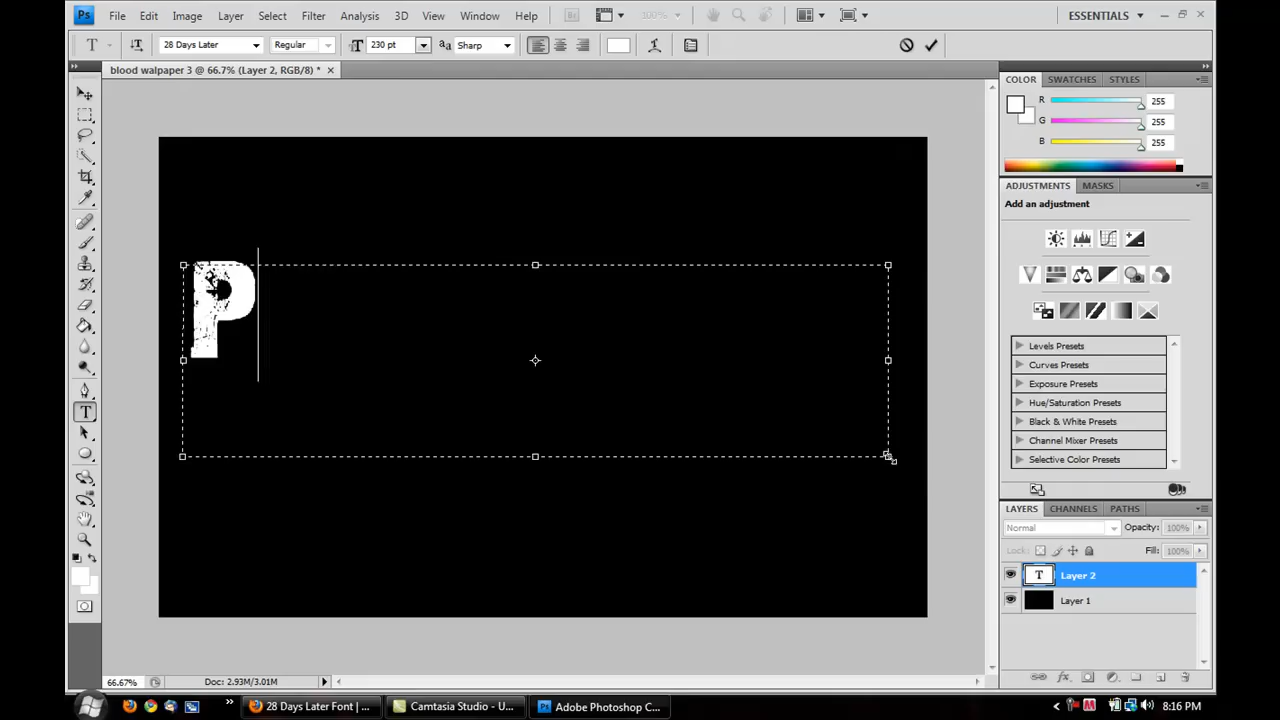 Ps File Edit Image Layer Select Filter Analysis 3D View Window Help Br 100% ESSENTIALS
T 28 Days Later Regular 230 pt aa Sharp
blood walpaper 3 @ 66.7% (Layer 2, RGB/8) *
P
COLOR SWATCHES STYLES
R 255
G 255
B 255
ADJUSTMENTS MASKS
Add an adjustment
Levels Presets
Curves Presets
Exposure Presets
Hue/Saturation Presets
Black & White Presets
Channel Mixer Presets
Selective Color Presets
LAYERS CHANNELS PATHS
Normal Opacity: 100%
Lock: Fill: 100%
T Layer 2
Layer 1
66.67% Doc: 2.93M/3.01M
28 Days Later Font | ... Camtasia Studio - U... Adobe Photoshop C... 8:16 PM